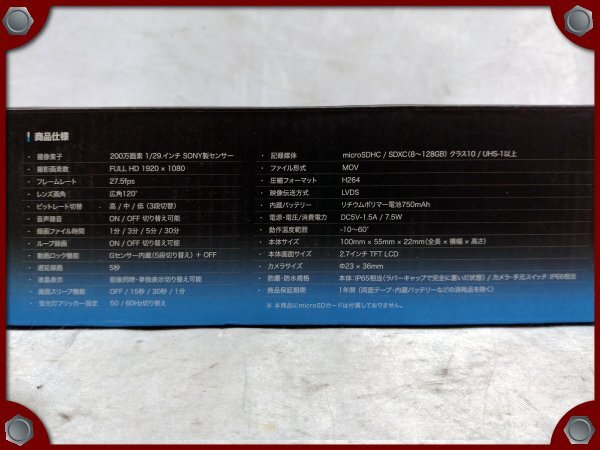 商品仕様
・ 撮像素子 200万画素 1/29.インチ SONY製センサー
・ 撮影画素数 FULL HD 1920 × 1080
・ フレームレート 27.5fps
・ レンズ画角 広角120°
・ ビットレート切替 高 / 中 / 低 (3段切替)
・ 音声録音 ON / OFF 切り替え可能
・ 録画ファイル時間 1分 / 3分 / 5分 / 30分
・ ループ録画 ON / OFF 切り替え可能
・ 動画ロック機能 Gセンサー内蔵(5段切り替え) + OFF
・ 遅延録画 5秒
・ 液晶表示 前後同時・単独表示切り替え可能
・ 画面スリープ機能 OFF / 15秒 / 30秒 / 1分
・ 蛍光灯フリッカー設定 50 / 60Hz切り替え
・ 記録媒体 microSDHC / SDXC(8〜128GB) クラス10 / UHS-1以上
・ ファイル形式 MOV
・ 圧縮フォーマット H264
・ 映像伝送方式 LVDS
・ 内蔵バッテリー リチウムポリマー電池750mAh
・ 電源・電圧/消費電力 DC5V-1.5A / 7.5W
・ 動作温度範囲 -10〜60°
・ 本体サイズ 100mm × 55mm × 22mm(全長 × 横幅 × 高さ)
・ 本体画面サイズ 2.7インチ TFT LCD
・ カメラサイズ Φ23 × 36mm
・ 防塵・防水規格 本体:IP65相当(ラバーキャップで完全に塞いだ状態) / カメラ・手元スイッチ:IP66相当
・ 商品保証期間 1年間 (両面テープ・内蔵バッテリーなどの消耗品を除く)
※ 本商品にmicroSDカードは付属しておりません。